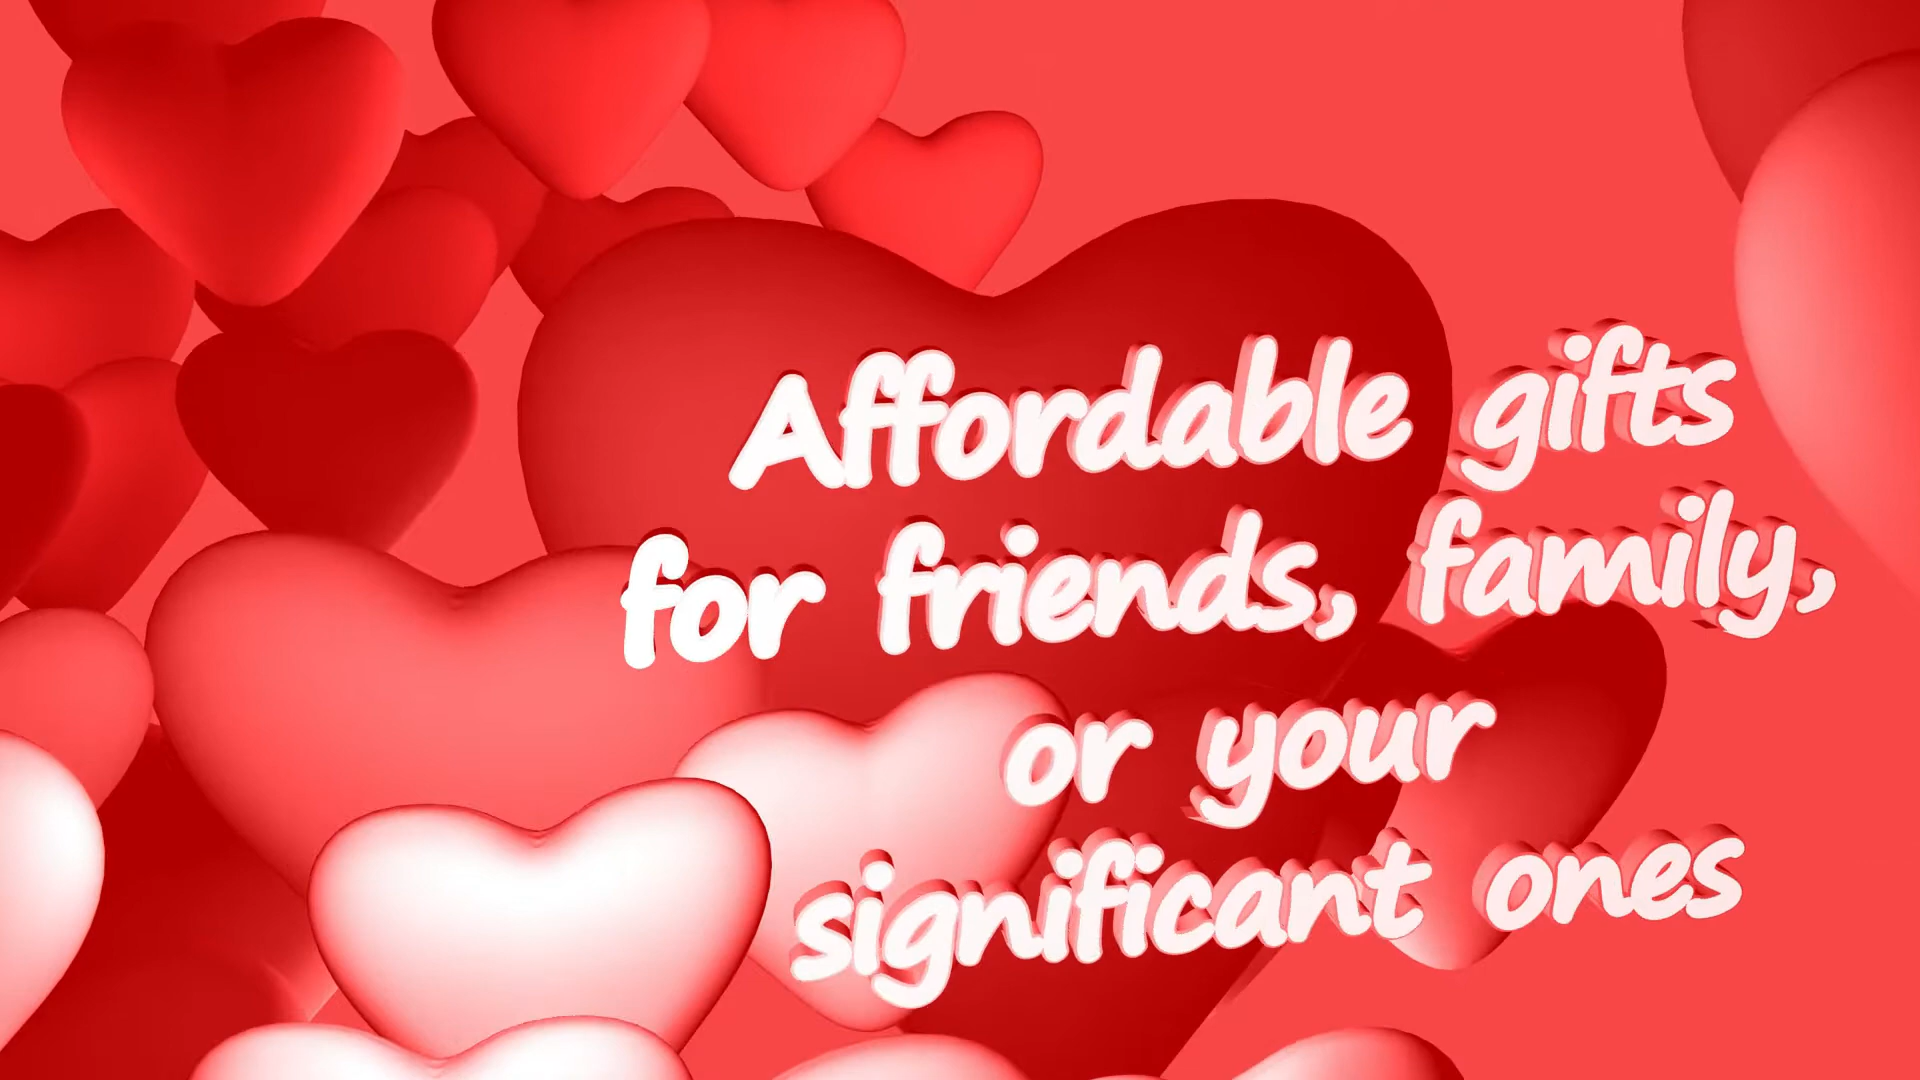 Affordable gifts
for friends, family,
or your
significant ones